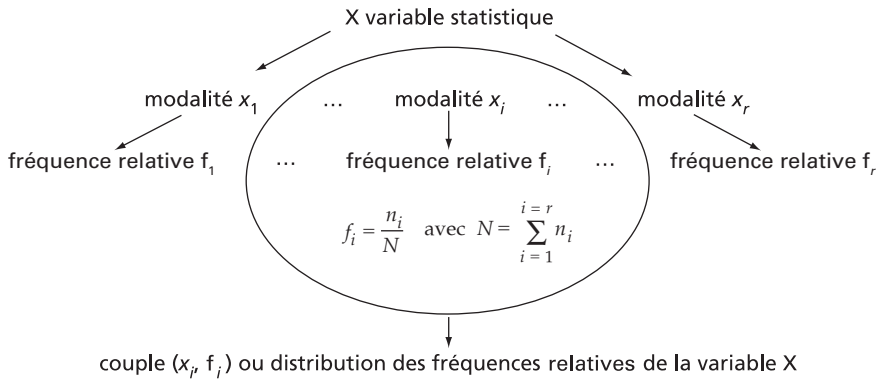 X variable statistique
modalité x₁ ... modalité xᵢ ... modalité xᵣ
fréquence relative f₁ ... fréquence relative fᵢ ... fréquence relative fᵣ
fᵢ = nᵢ/N avec N = ∑_{i = 1}^{i = r} nᵢ
couple (xᵢ, fᵢ) ou distribution des fréquences relatives de la variable X